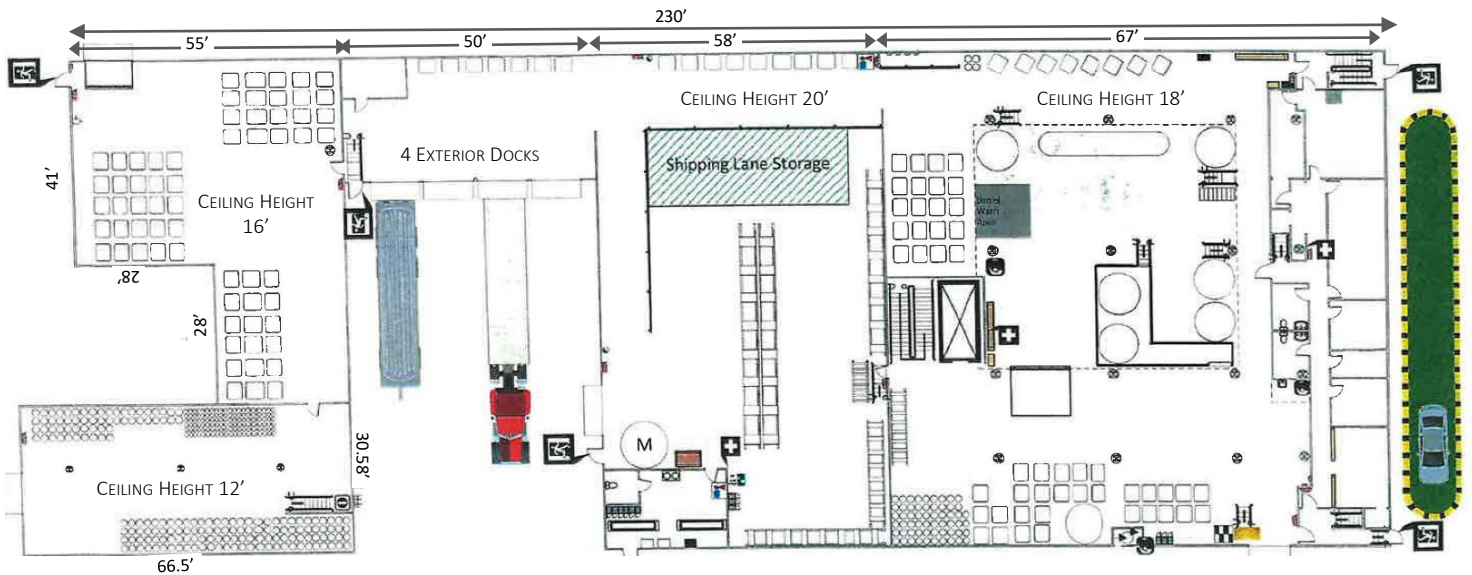 230’
55’
50’
58’
67’
CEILING HEIGHT 20’
CEILING HEIGHT 18’
4 EXTERIOR DOCKS
Shipping Lane Storage
41’
CEILING HEIGHT
16’
28’
28’
30.58’
M
CEILING HEIGHT 12’
66.5’